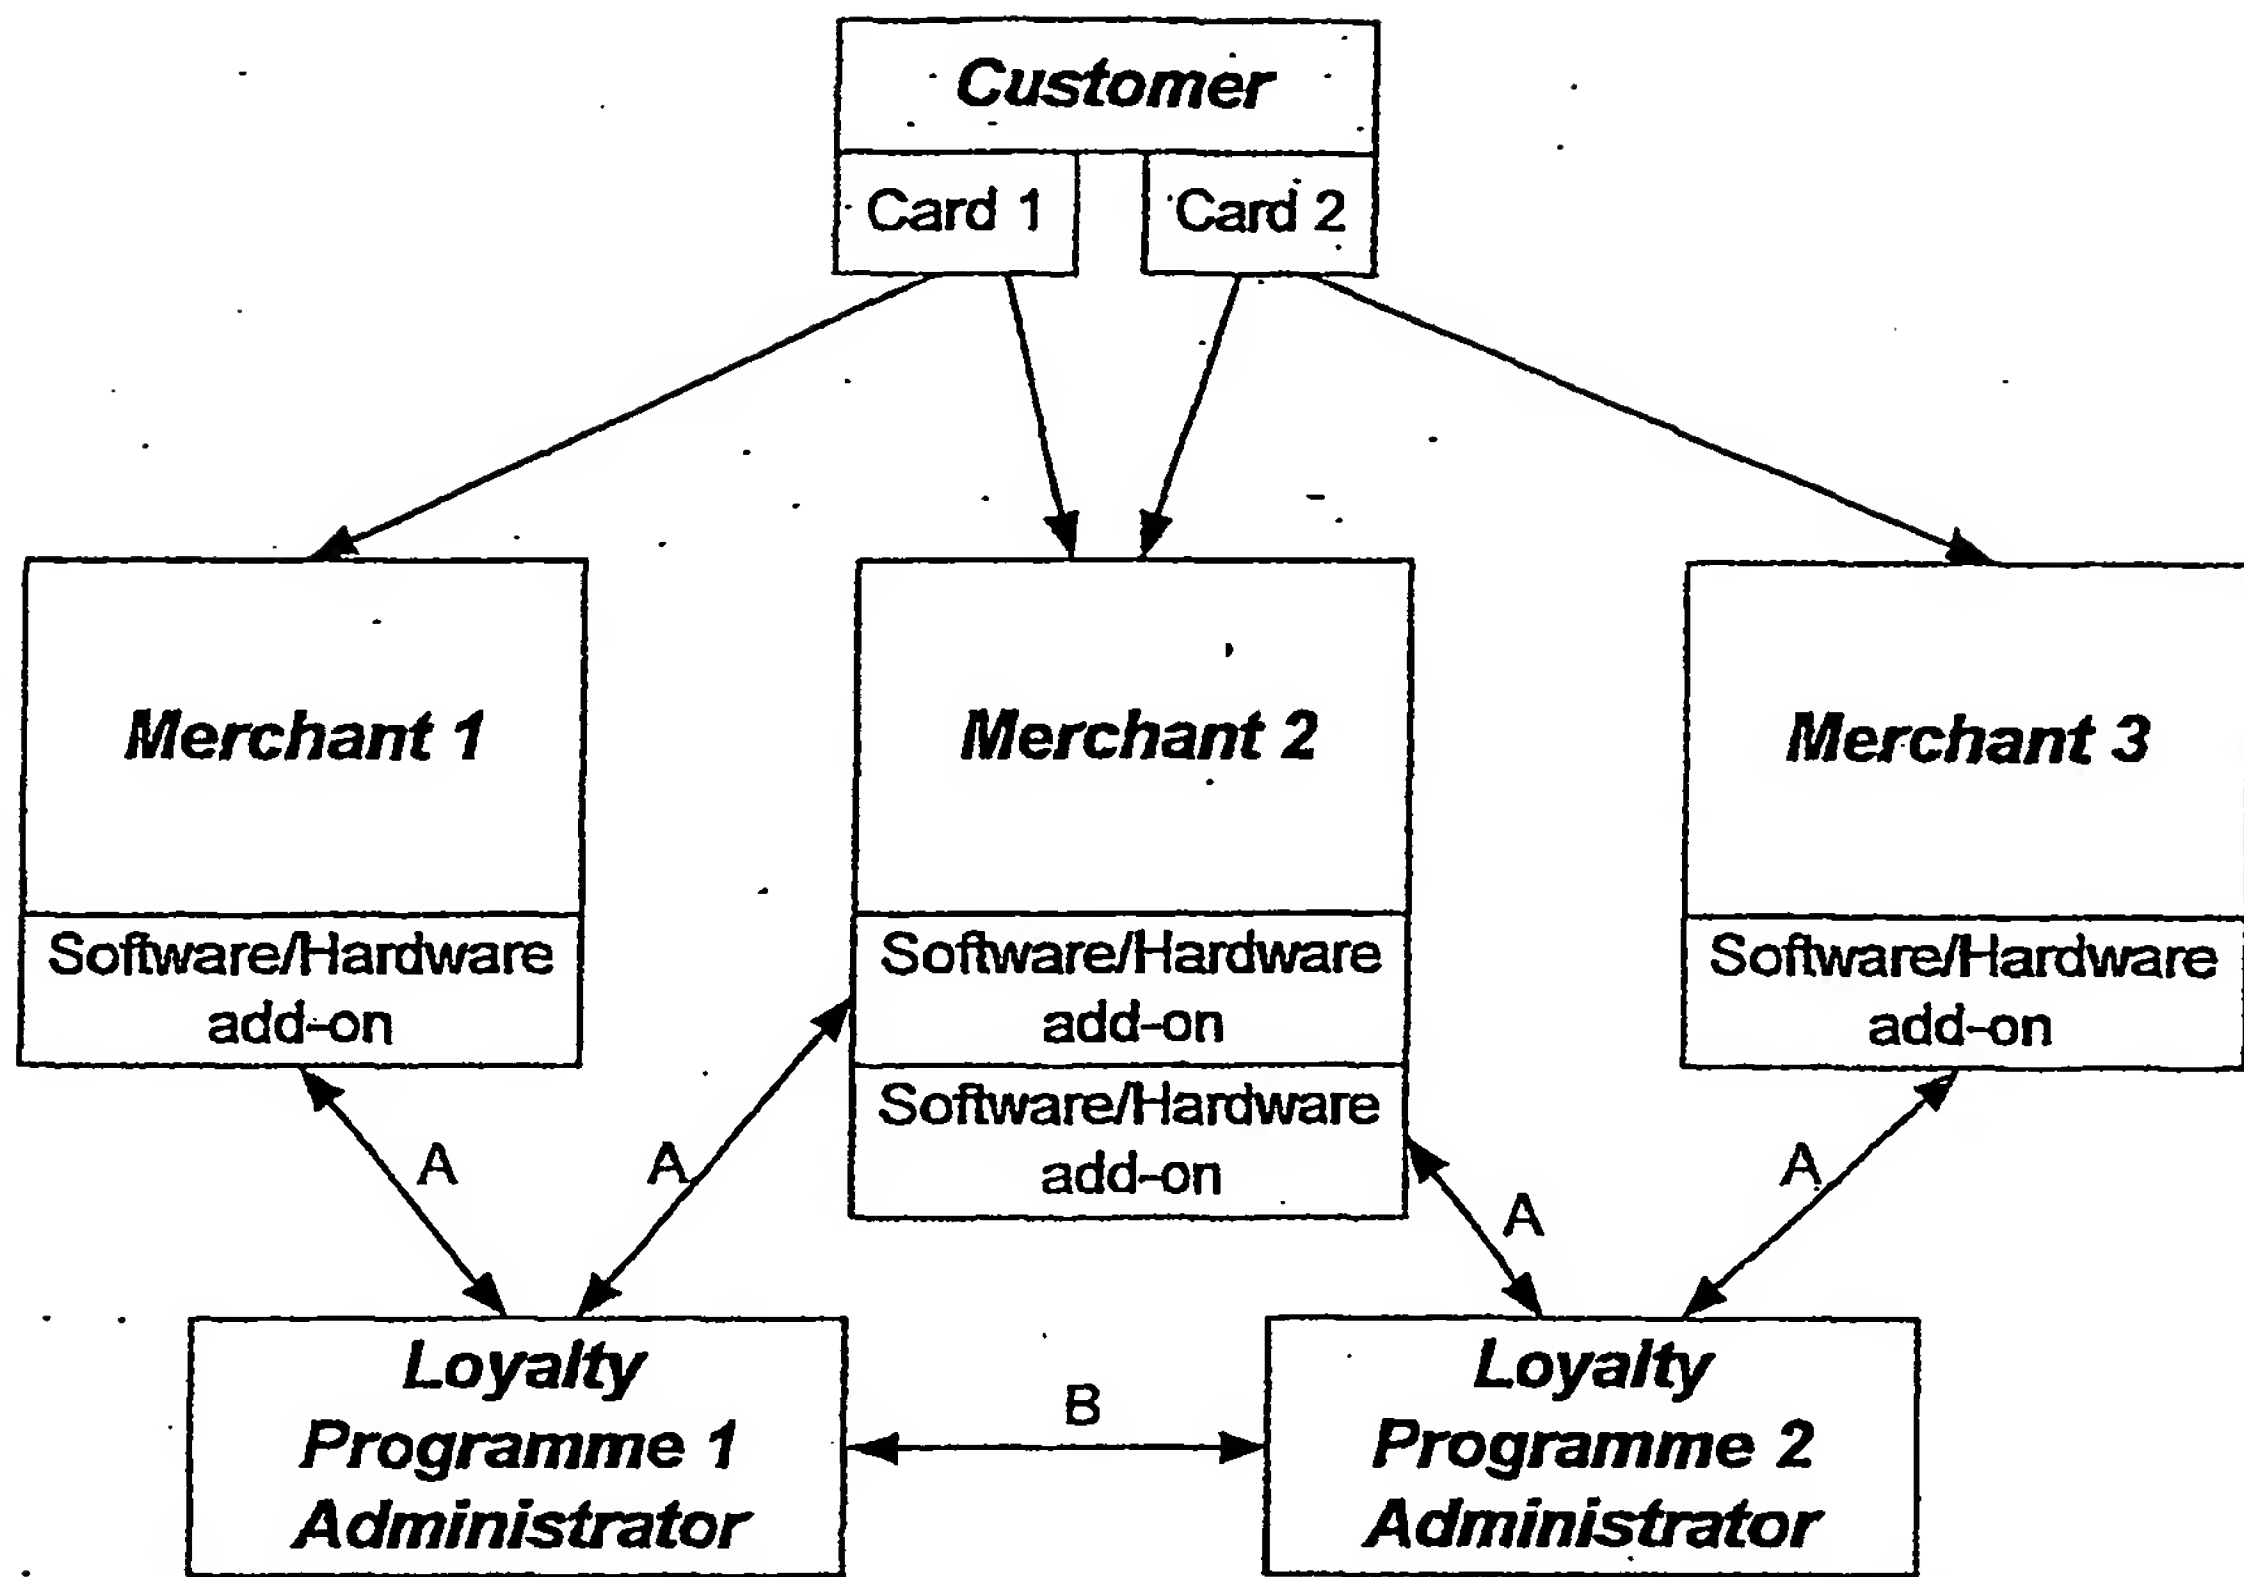 Customer
Card 1
Card 2
Merchant 1
Merchant 2
Merchant 3
Software/Hardware
add-on
Software/Hardware
add-on
Software/Hardware
add-on
Software/Hardware
add-on
A
A
A
A
Loyalty
Programme 1
Administrator
B
Loyalty
Programme 2
Administrator